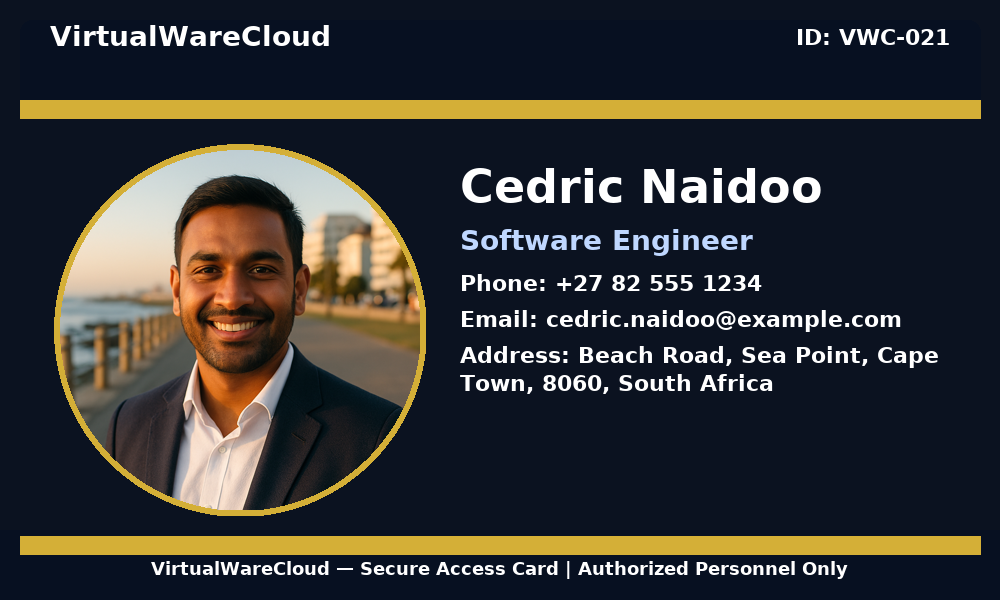 VirtualWareCloud
ID: VWC-021
Cedric Naidoo
Software Engineer
Phone: +27 82 555 1234
Email: cedric.naidoo@example.com
Address: Beach Road, Sea Point, Cape
Town, 8060, South Africa
VirtualWareCloud — Secure Access Card | Authorized Personnel Only